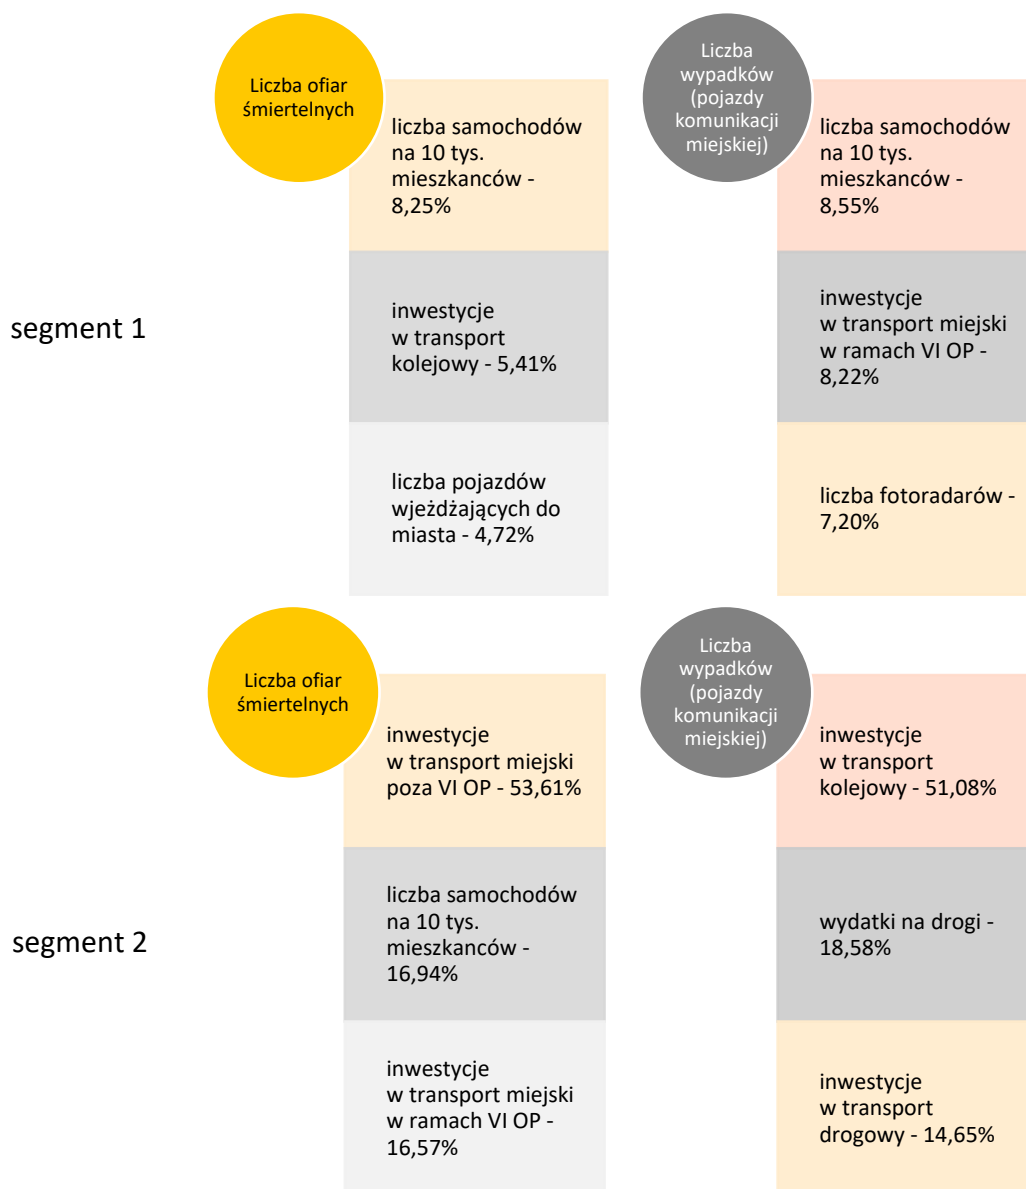 Liczba ofiar
śmiertelnych
liczba samochodów
na 10 tys.
mieszkanców -
8,25%
inwestycje
w transport
kolejowy - 5,41%
liczba pojazdów
wjeżdżających do
miasta - 4,72%
Liczba
wypadków
(pojazdy
komunikacji
miejskiej)
liczba samochodów
na 10 tys.
mieszkanców -
8,55%
inwestycje
w transport miejski
w ramach VI OP -
8,22%
liczba fotoradarów -
7,20%
segment 1
Liczba ofiar
śmiertelnych
inwestycje
w transport miejski
poza VI OP - 53,61%
liczba samochodów
na 10 tys.
mieszkanców -
16,94%
inwestycje
w transport miejski
w ramach VI OP -
16,57%
Liczba
wypadków
(pojazdy
komunikacji
miejskiej)
inwestycje
w transport
kolejowy - 51,08%
wydatki na drogi -
18,58%
inwestycje
w transport
drogowy - 14,65%
segment 2